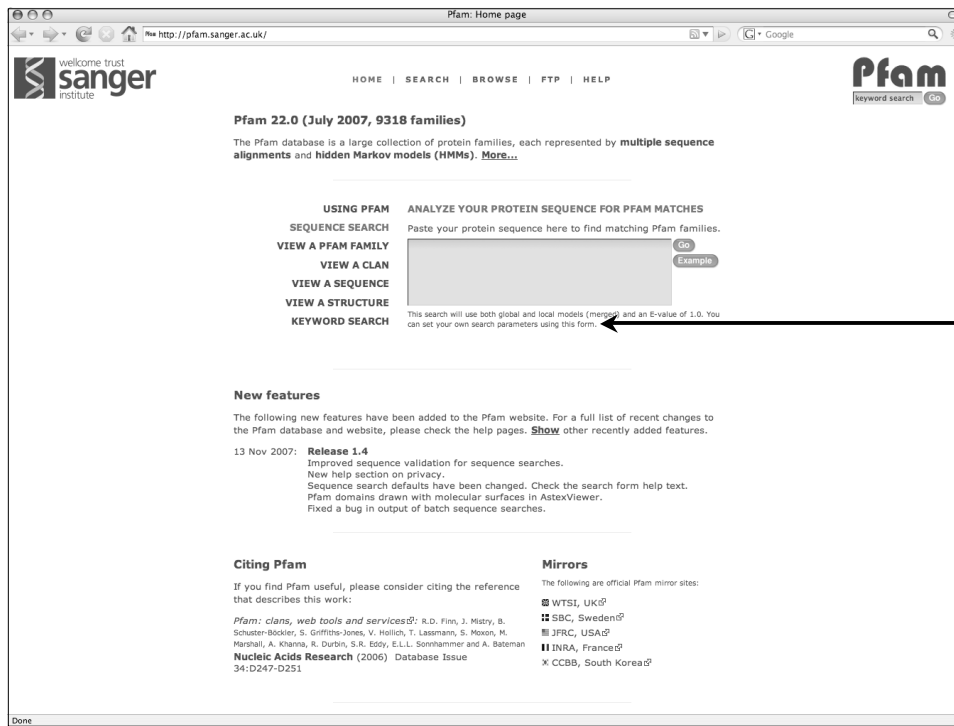 Pfam: Home page
http://pfam.sanger.ac.uk/
G Google
wellcome trust
sanger
institute
HOME | SEARCH | BROWSE | FTP | HELP
Pfam
keyword search Go
Pfam 22.0 (July 2007, 9318 families)
The Pfam database is a large collection of protein families, each represented by multiple sequence
alignments and hidden Markov models (HMMs). More...
USING PFAM
SEQUENCE SEARCH
VIEW A PFAM FAMILY
VIEW A CLAN
VIEW A SEQUENCE
VIEW A STRUCTURE
KEYWORD SEARCH
ANALYZE YOUR PROTEIN SEQUENCE FOR PFAM MATCHES
Paste your protein sequence here to find matching Pfam families.
Go
Example
This search will use both global and local models (merged) and an E-value of 1.0. You
can set your own search parameters using this form.
New features
The following new features have been added to the Pfam website. For a full list of recent changes to
the Pfam database and website, please check the help pages. Show other recently added features.
13 Nov 2007: Release 1.4
Improved sequence validation for sequence searches.
New help section on privacy.
Sequence search defaults have been changed. Check the search form help text.
Pfam domains drawn with molecular surfaces in AstexViewer.
Fixed a bug in output of batch sequence searches.
Citing Pfam
If you find Pfam useful, please consider citing the reference
that describes this work:
Pfam: clans, web tools and services: R.D. Finn, J. Mistry, B.
Schuster-Böckler, S. Griffiths-Jones, V. Hollich, T. Lassmann, S. Moxon, M.
Marshall, A. Khanna, R. Durbin, S.R. Eddy, E.L.L. Sonnhammer and A. Bateman
Nucleic Acids Research (2006) Database Issue
34:D247-D251
Mirrors
The following are official Pfam mirror sites:
WTSI, UK
SBC, Sweden
JFRC, USA
INRA, France
CCBB, South Korea
Done